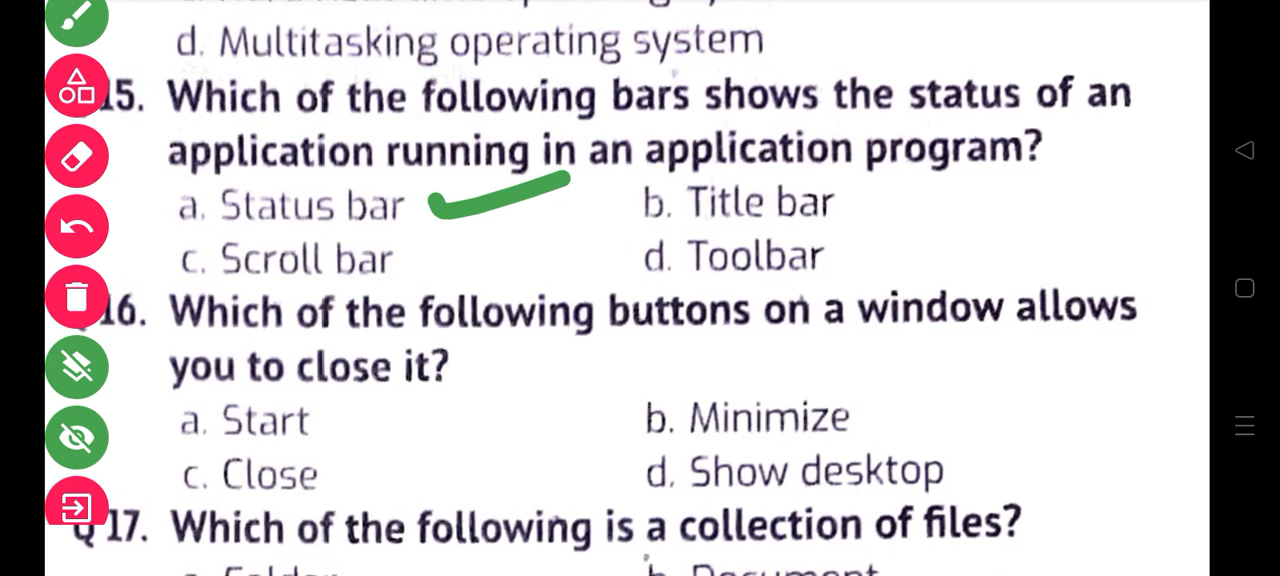 d. Multitasking operating system
15. Which of the following bars shows the status of an
application running in an application program?
a. Status bar b. Title bar
c. Scroll bar d. Toolbar
16. Which of the following buttons on a window allows
you to close it?
a. Start b. Minimize
c. Close d. Show desktop
Q 17. Which of the following is a collection of files?
a. Folder b. Document